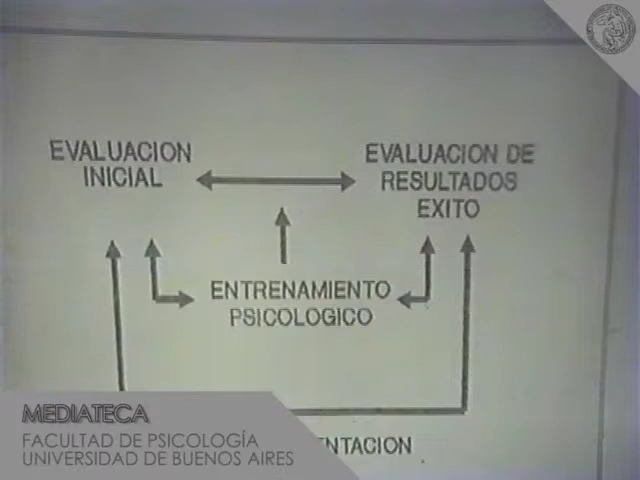 EVALUACION
INICIAL
EVALUACION DE
RESULTADOS
EXITO
ENTRENAMIENTO
PSICOLOGICO
MEDIATECA
FACULTAD DE PSICOLOGÍA
UNIVERSIDAD DE BUENOS AIRES